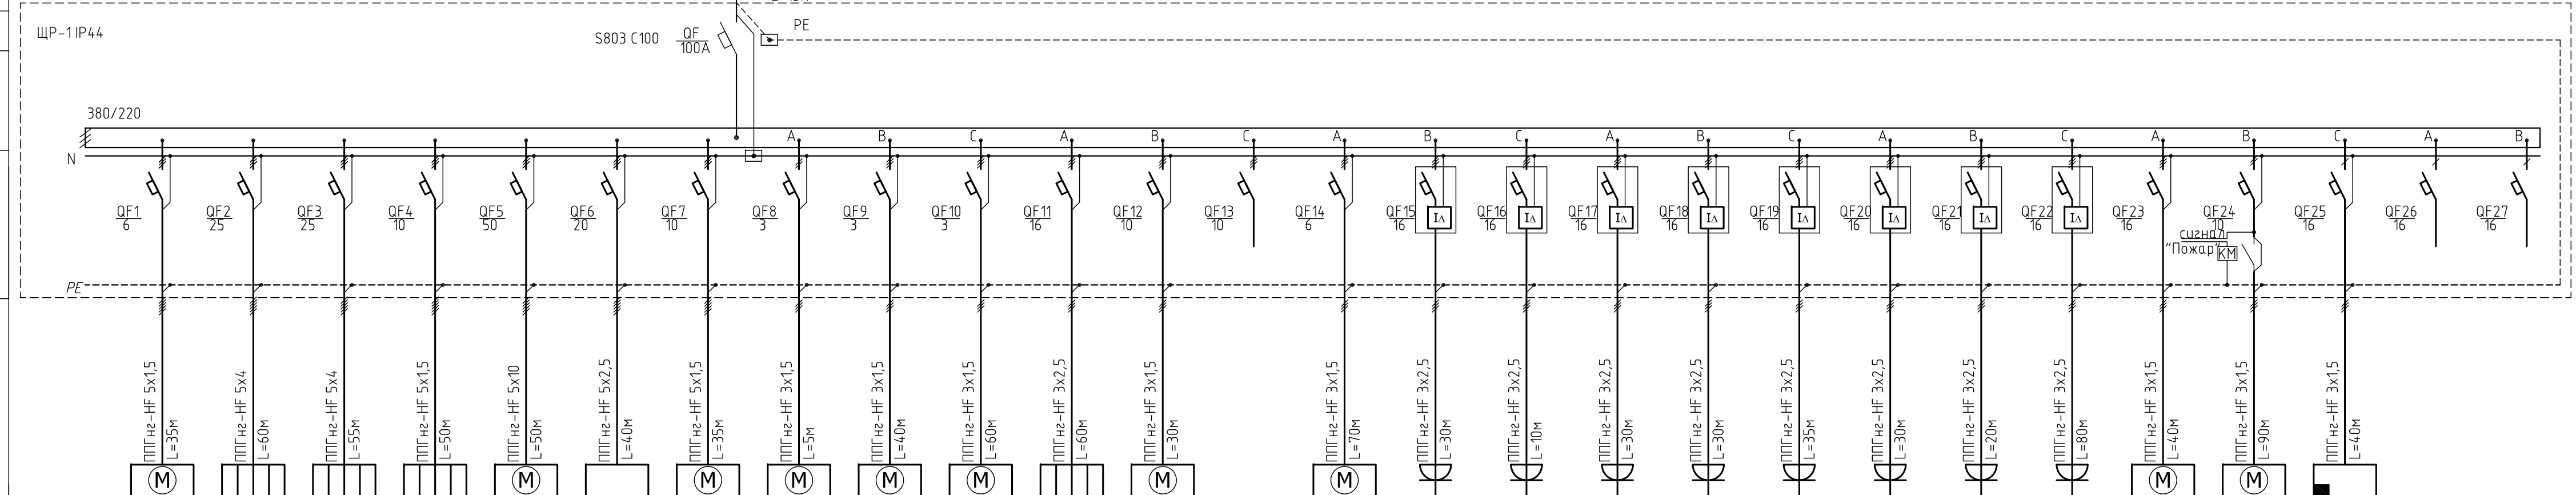 ЩР-1 IP44
S803 C100
QF
100А
PE
380/220
N
A B C A B C A B C A B C A B C A B C A B
QF1
6
QF2
25
QF3
25
QF4
10
QF5
50
QF6
20
QF7
10
QF8
3
QF9
3
QF10
3
QF11
16
QF12
10
QF13
10
QF14
6
QF15
16
IΔ
QF16
16
IΔ
QF17
16
IΔ
QF18
16
IΔ
QF19
16
IΔ
QF20
16
IΔ
QF21
16
IΔ
QF22
16
IΔ
QF23
16
QF24
10
сигнал
"Пожар"
КМ
QF25
16
QF26
16
QF27
16
PE
ППГнг-HF 5х1,5
L=35м
ППГнг-HF 5х4
L=60м
ППГнг-HF 5х4
L=55м
ППГнг-HF 5х1,5
L=50м
ППГнг-HF 5х10
L=50м
ППГнг-HF 5х2,5
L=40м
ППГнг-HF 5х1,5
L=35м
ППГнг-HF 3х1,5
L=5м
ППГнг-HF 3х1,5
L=40м
ППГнг-HF 3х1,5
L=60м
ППГнг-HF 3х2,5
L=60м
ППГнг-HF 3х1,5
L=30м
ППГнг-HF 3х1,5
L=70м
ППГнг-HF 3х2,5
L=30м
ППГнг-HF 3х2,5
L=10м
ППГнг-HF 3х2,5
L=30м
ППГнг-HF 3х2,5
L=30м
ППГнг-HF 3х2,5
L=35м
ППГнг-HF 3х2,5
L=30м
ППГнг-HF 3х2,5
L=20м
ППГнг-HF 3х2,5
L=80м
ППГнг-HF 3х1,5
L=40м
ППГнг-HF 3х1,5
L=90м
ППГнг-HF 3х1,5
L=40м
M M M M M M M M M M